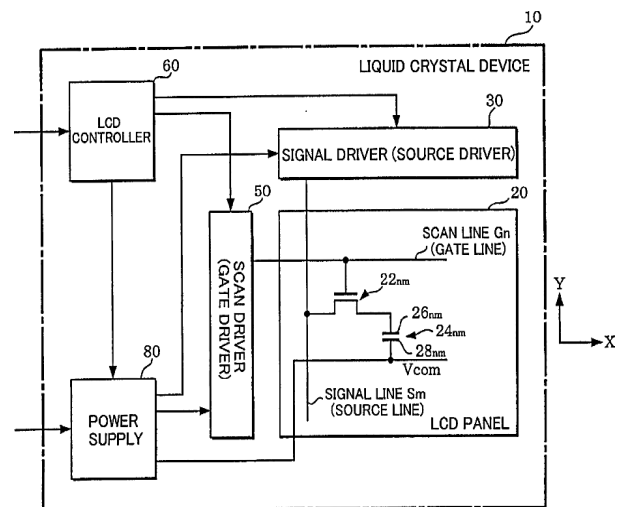 10
LIQUID CRYSTAL DEVICE
60
LCD
CONTROLLER
30
SIGNAL DRIVER (SOURCE DRIVER)
50
SCAN DRIVER
(GATE DRIVER)
20
SCAN LINE Gn
(GATE LINE)
22nm
26nm
24nm
28nm
Vcom
SIGNAL LINE Sm
(SOURCE LINE)
LCD PANEL
80
POWER
SUPPLY
Y
X